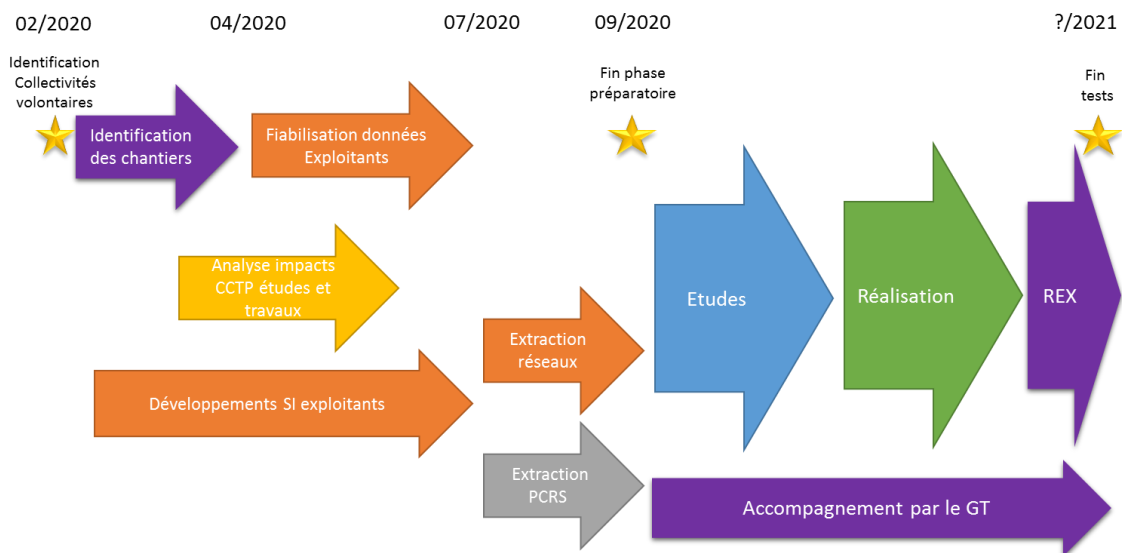 02/2020
04/2020
07/2020
09/2020
?/2021
Identification
Collectivités
volontaires
Fin phase
préparatoire
Fin
tests
Identification
des chantiers
Fiabilisation données
Exploitants
Analyse impacts
CCTP études et
travaux
Etudes
Réalisation
REX
Extraction
réseaux
Développements SI exploitants
Extraction
PCRS
Accompagnement par le GT